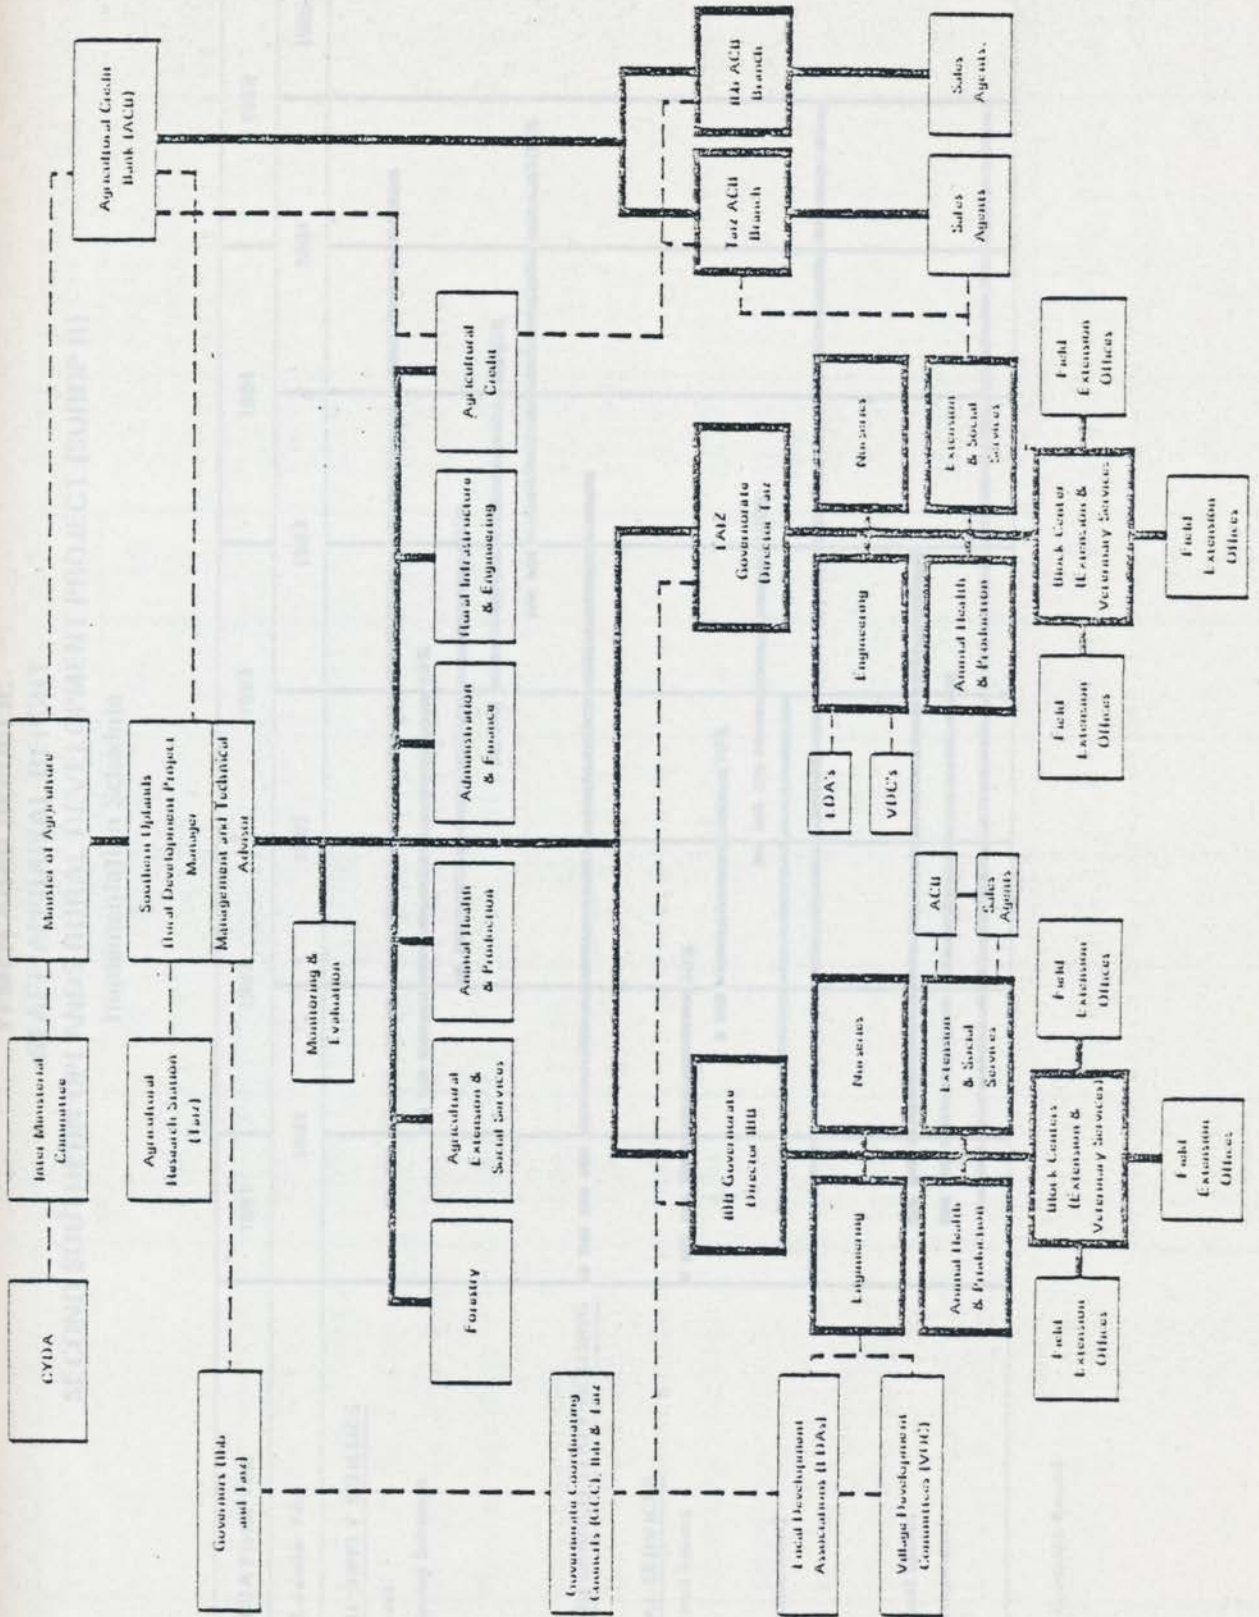 CYDA
Inter Ministerial
Committee
Minister of Agriculture
Agricultural Credit
Bank (ACB)
Agricultural
Research Station
(Taiz)
Southern Uplands
Rural Development Project
Manager
Management and Technical
Advisor
Governors (Ibb
and Taiz)
Monitoring &
Evaluation
Forestry
Agricultural
Extension &
Social Services
Animal Health
& Production
Administration
& Finance
Rural Infrastructure
& Engineering
Agricultural
Credit
Governorate Coordinating
Councils (GCC), Ibb & Taiz
IBB Governorate
Director IBB
TAIZ
Governorate
Director Taiz
Taiz ACB
Branch
Ibb ACB
Branch
Local Development
Associations (LDAs)
Village Development
Committees (VDC)
Engineering
Nurseries
Animal Health
& Production
Extension
& Social
Services
ACB
Sales
Agents
LDA's
VDC's
Engineering
Nurseries
Animal Health
& Production
Extension
& Social
Services
Sales
Agents
Sales
Agents.
Field
Extension
Offices
Block Centers
(Extension &
Veterinary Services)
Field
Extension
Offices
Field
Extension
Offices
Field
Extension
Offices
Block Center
(Extension &
Veterinary Services)
Field
Extension
Offices
Field
Extension
Offices